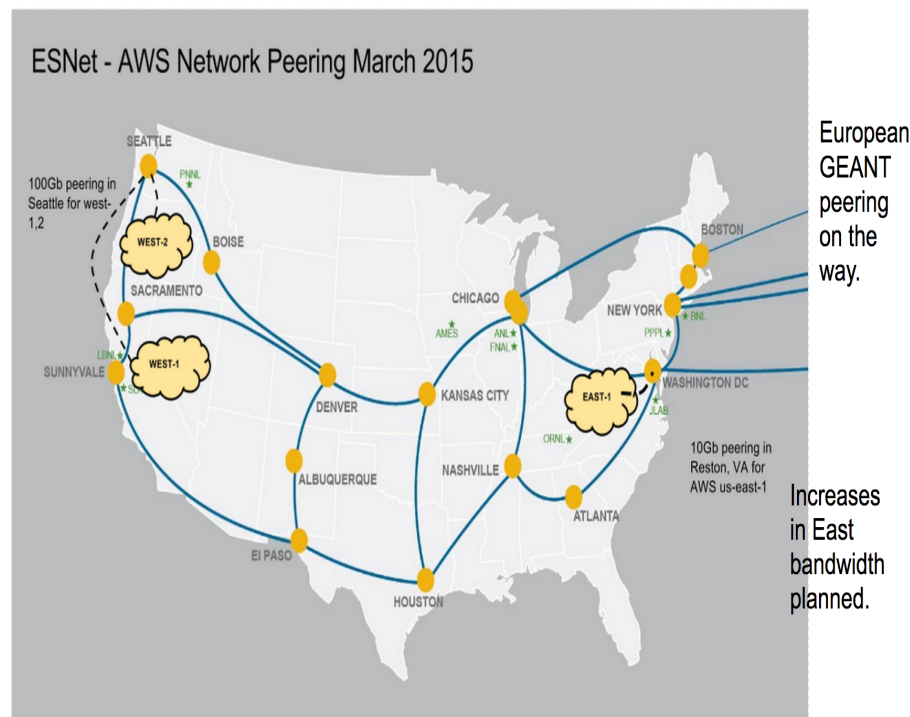 ESNet - AWS Network Peering March 2015
European
GEANT
peering
on the
way.
SEATTLE
PNNL
100Gb peering in
Seattle for west-
1,2
WEST-2
BOISE
BOSTON
SACRAMENTO
CHICAGO
NEW YORK
BNL
AMES
ANL
PPPL
FNAL
LBNL
WEST-1
SUNNYVALE
WASHINGTON DC
KANSAS CITY
EAST-1
DENVER
JLAB
ORNL
10Gb peering in
Reston, VA for
AWS us-east-1
NASHVILLE
ALBUQUERQUE
ATLANTA
Increases
in East
bandwidth
planned.
El PASO
HOUSTON